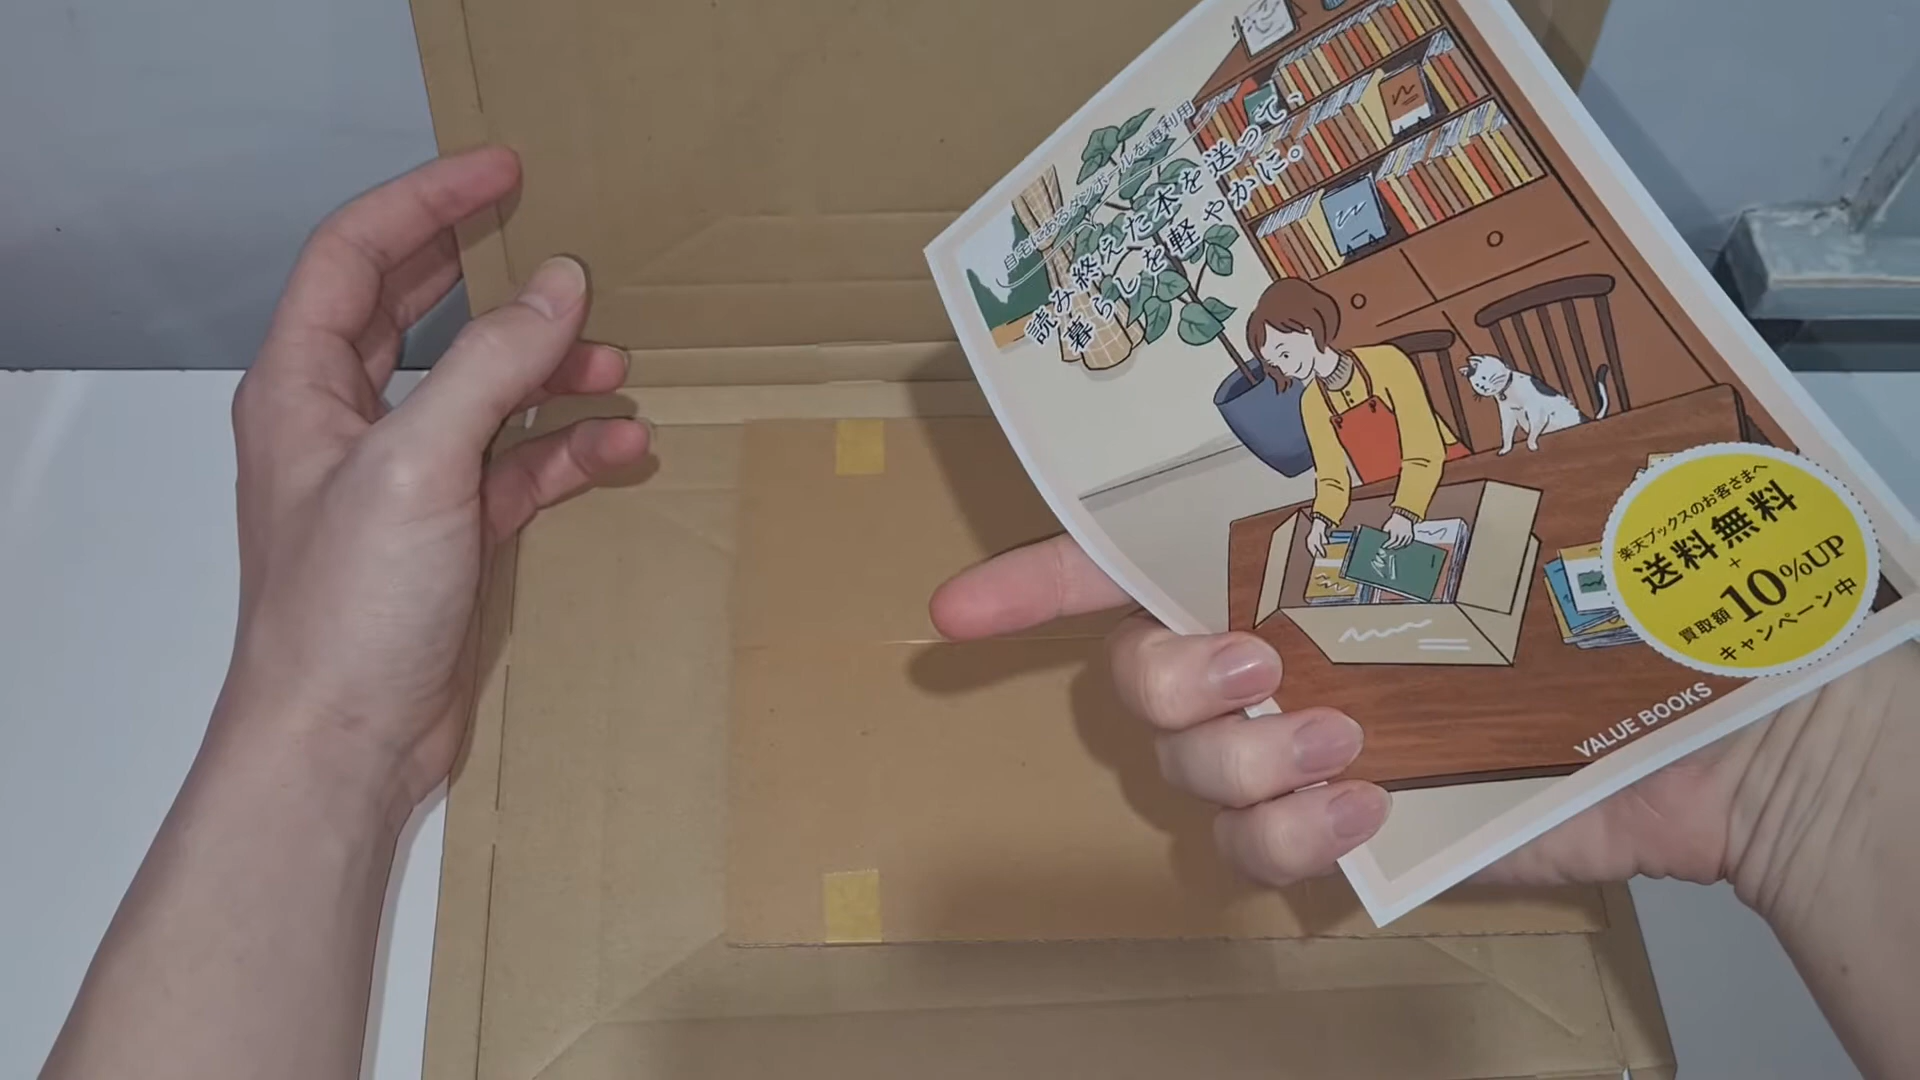 自宅にあるダンボールを再利用
読み終えた本を送って、
暮らしを軽やかに。
楽天ブックスのお客さまへ
送料無料
+
買取額10%UP
キャンペーン中
VALUE BOOKS